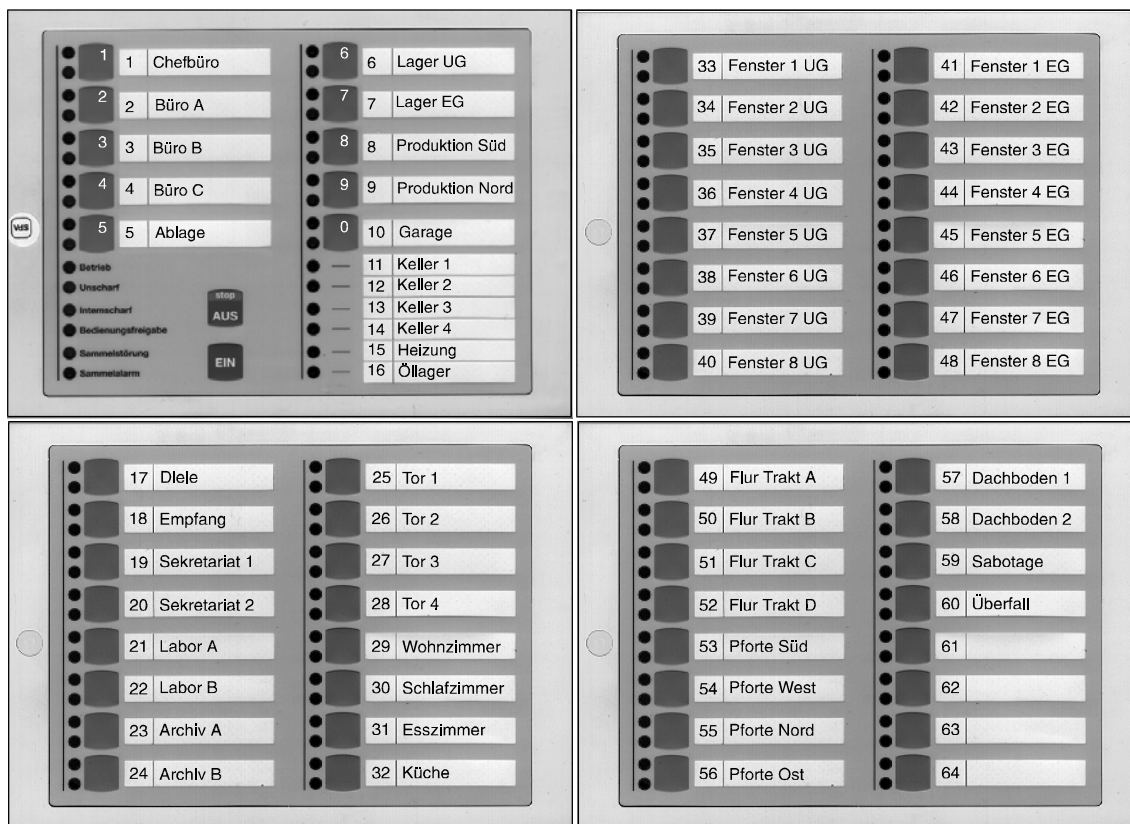 1 1 Chefbüro
2 2 Büro A
3 3 Büro B
4 4 Büro C
5 5 Ablage
Betrieb
Unscharf
Internscharf
Bedienungsfreigabe
Sammelstörung
Sammelalarm
stop
AUS
EIN
6 6 Lager UG
7 7 Lager EG
8 8 Produktion Süd
9 9 Produktion Nord
0 10 Garage
11 Keller 1
12 Keller 2
13 Keller 3
14 Keller 4
15 Heizung
16 Öllager
VdS
33 Fenster 1 UG
34 Fenster 2 UG
35 Fenster 3 UG
36 Fenster 4 UG
37 Fenster 5 UG
38 Fenster 6 UG
39 Fenster 7 UG
40 Fenster 8 UG
41 Fenster 1 EG
42 Fenster 2 EG
43 Fenster 3 EG
44 Fenster 4 EG
45 Fenster 5 EG
46 Fenster 6 EG
47 Fenster 7 EG
48 Fenster 8 EG
17 DIele
18 Empfang
19 Sekretariat 1
20 Sekretariat 2
21 Labor A
22 Labor B
23 Archiv A
24 Archiv B
25 Tor 1
26 Tor 2
27 Tor 3
28 Tor 4
29 Wohnzimmer
30 Schlafzimmer
31 Esszimmer
32 Küche
49 Flur Trakt A
50 Flur Trakt B
51 Flur Trakt C
52 Flur Trakt D
53 Pforte Süd
54 Pforte West
55 Pforte Nord
56 Pforte Ost
57 Dachboden 1
58 Dachboden 2
59 Sabotage
60 Überfall
61
62
63
64